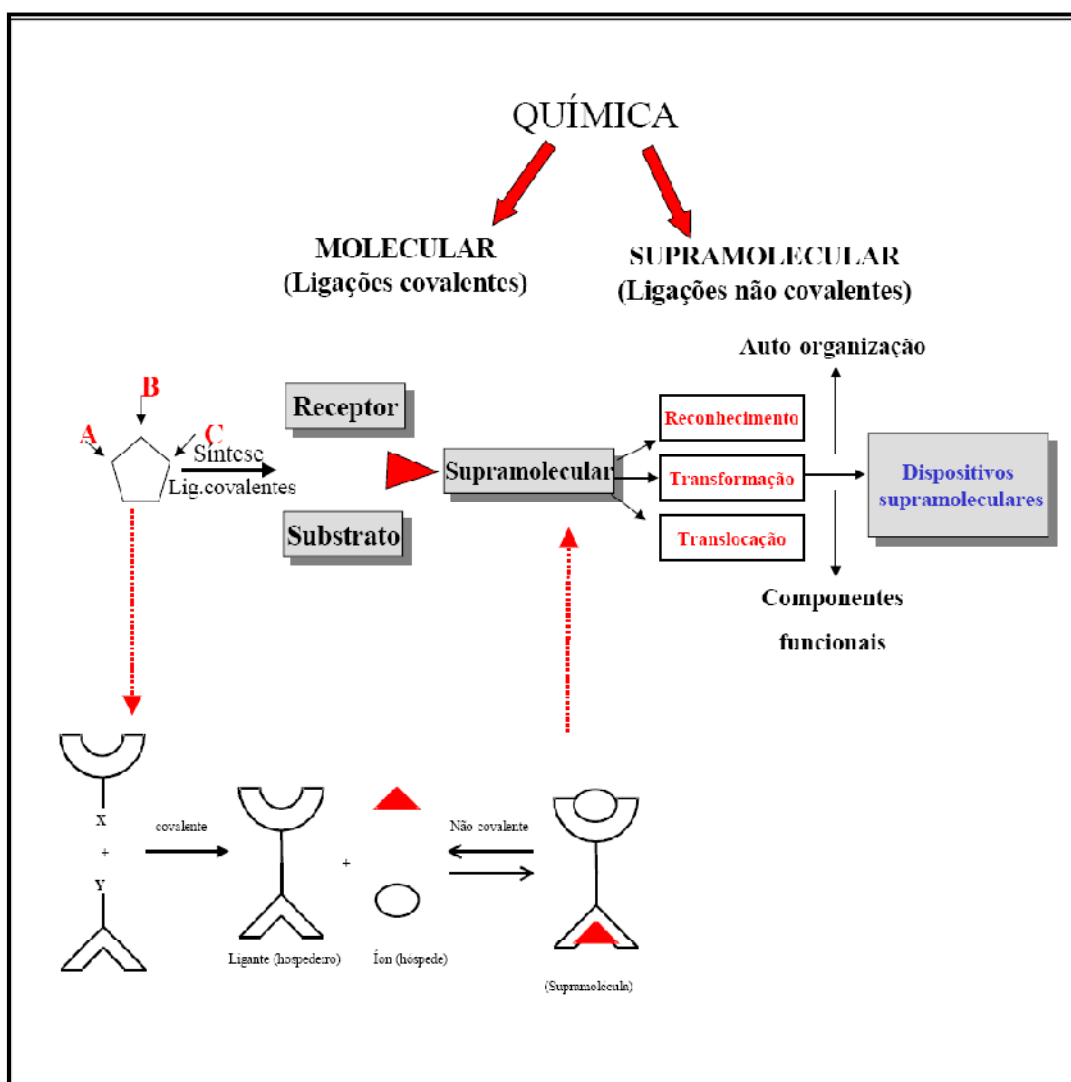 QUÍMICA
MOLECULAR
(Ligações covalentes)
SUPRAMOLECULAR
(Ligações não covalentes)
Auto organização
B
A
C
Síntese
Lig.covalentes
Receptor
Substrato
Supramolecular
Reconhecimento
Transformação
Translocação
Dispositivos
supramoleculares
Componentes
funcionais
X
+
Y
covalente
+
Não covalente
Ligante (hospedeiro)
Íon (hóspede)
(Supramolécula)